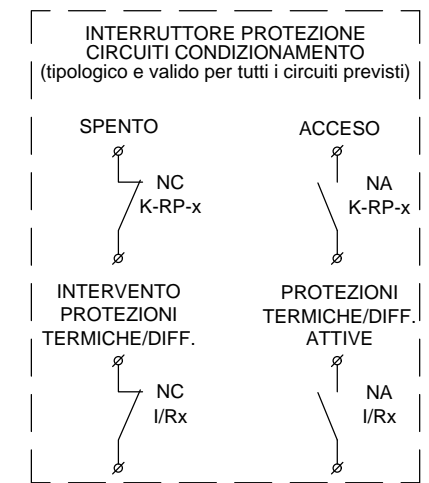 INTERRUTTORE PROTEZIONE
CIRCUITI CONDIZIONAMENTO
(tipologico e valido per tutti i circuiti previsti)
SPENTO
NC
K-RP-x
ACCESO
NA
K-RP-x
INTERVENTO
PROTEZIONI
TERMICHE/DIFF.
NC
I/Rx
PROTEZIONI
TERMICHE/DIFF.
ATTIVE
NA
I/Rx